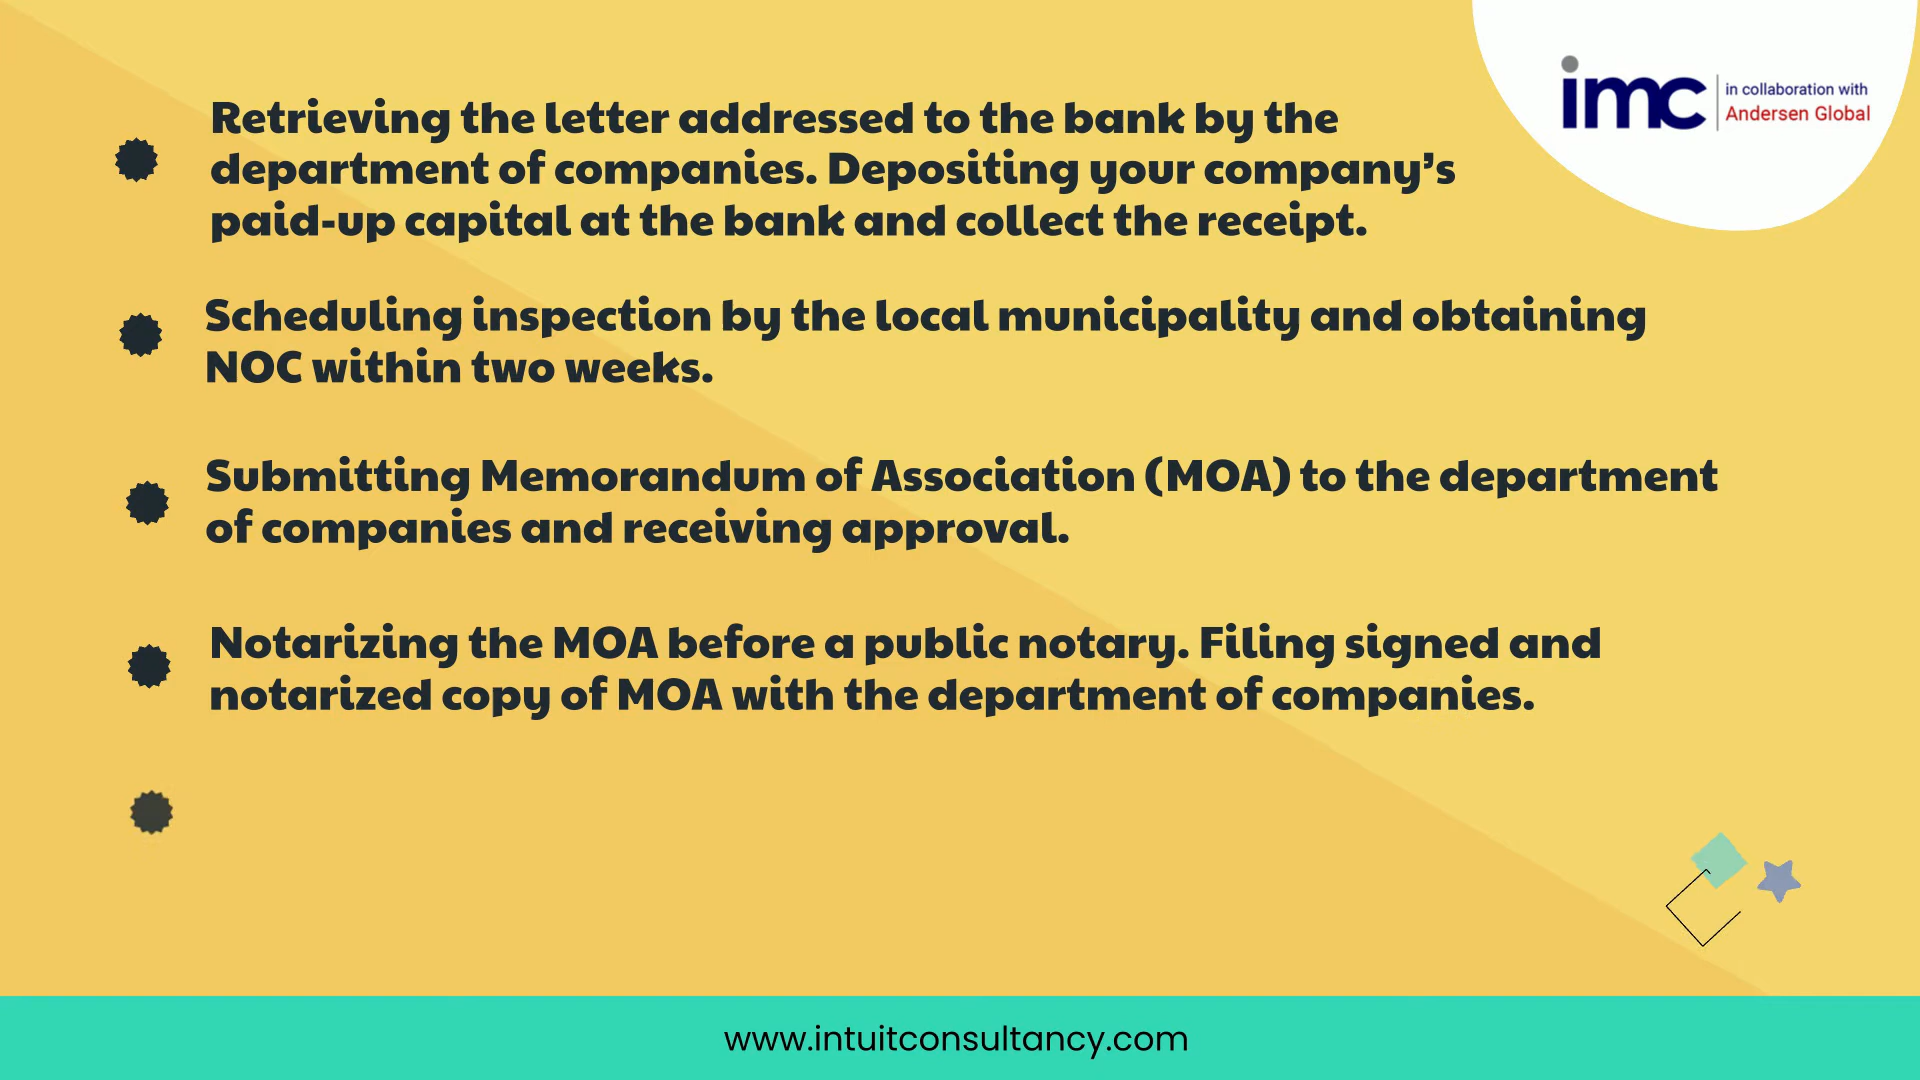 imc
in collaboration with
Andersen Global
Retrieving the letter addressed to the bank by the
department of companies. Depositing your company’s
paid-up capital at the bank and collect the receipt.
Scheduling inspection by the local municipality and obtaining
NOC within two weeks.
Submitting Memorandum of Association (MOA) to the department
of companies and receiving approval.
Notarizing the MOA before a public notary. Filing signed and
notarized copy of MOA with the department of companies.
www.intuitconsultancy.com